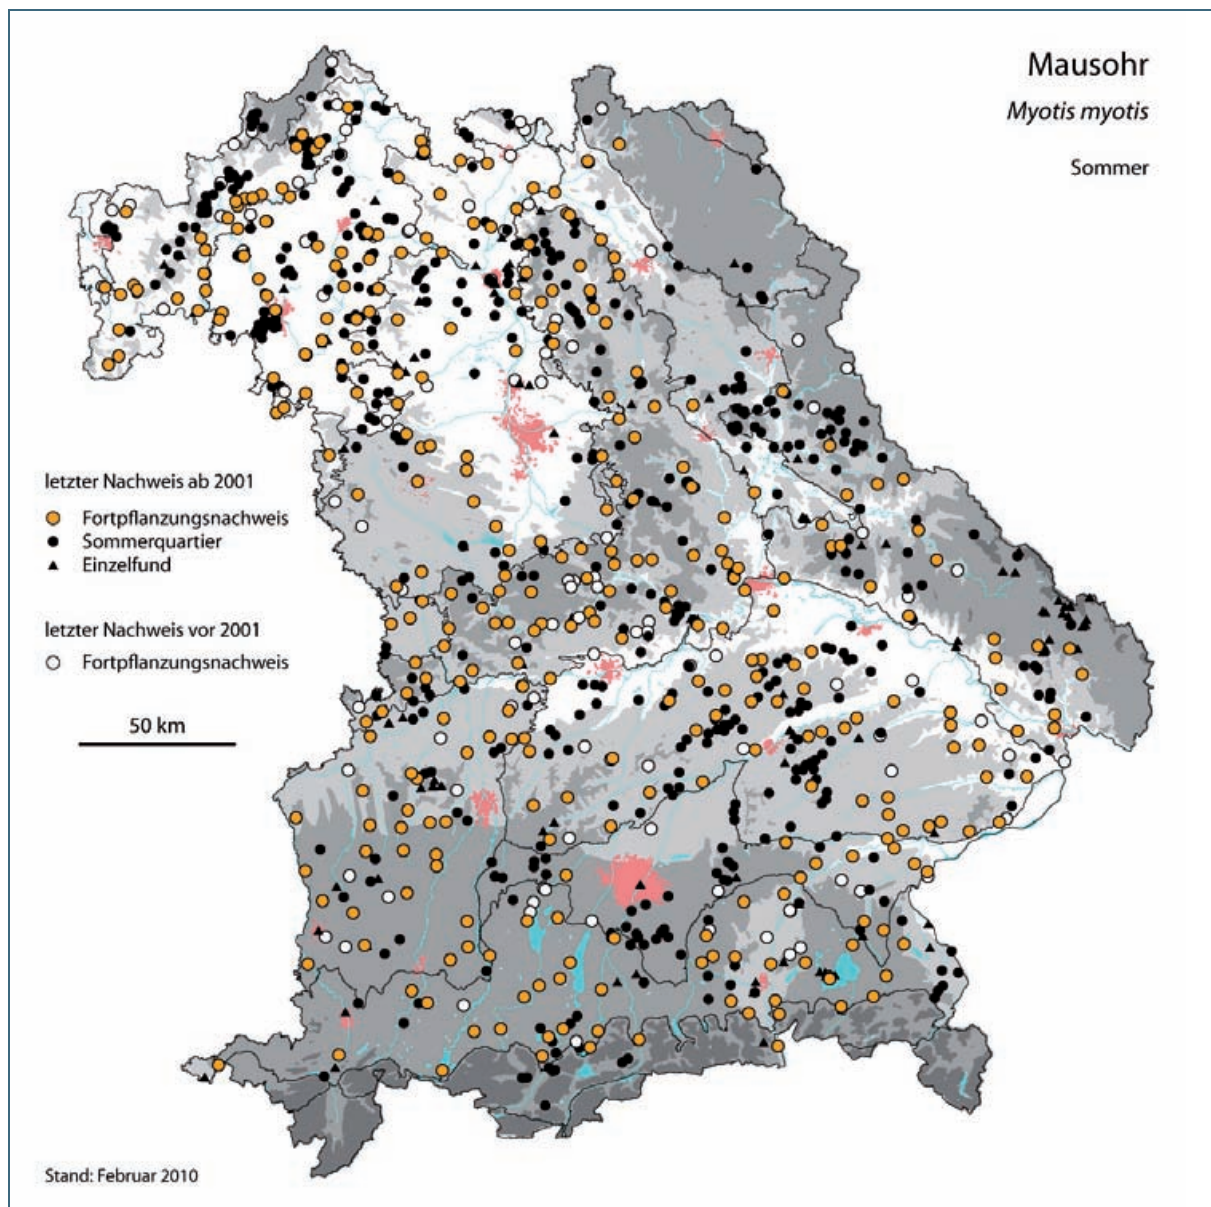 Mausohr
Myotis myotis
Sommer
letzter Nachweis ab 2001
Fortpflanzungsnachweis
Sommerquartier
Einzelfund
letzter Nachweis vor 2001
Fortpflanzungsnachweis
50 km
Stand: Februar 2010